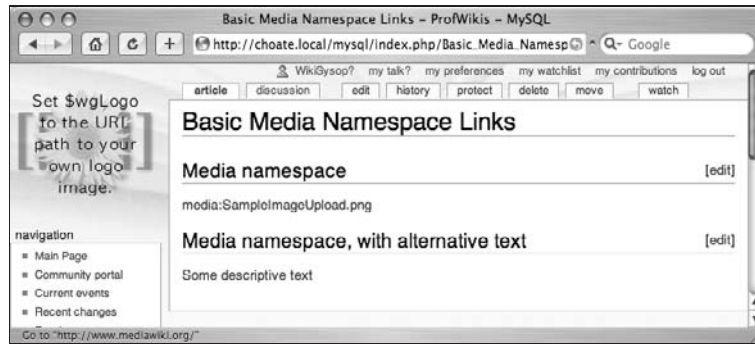 Basic Media Namespace Links – ProfWikis – MySQL
http://choate.local/mysql/index.php/Basic_Media_Namesp
Google
WikiSysop? my talk? my preferences my watchlist my contributions log out
article discussion edit history protect delete move watch
Set $wgLogo
to the URL
path to your
own logo
image.
Basic Media Namespace Links
Media namespace [edit]
media:SampleImageUpload.png
Media namespace, with alternative text [edit]
Some descriptive text
navigation
Main Page
Community portal
Current events
Recent changes
Go to "http://www.mediawiki.org/"